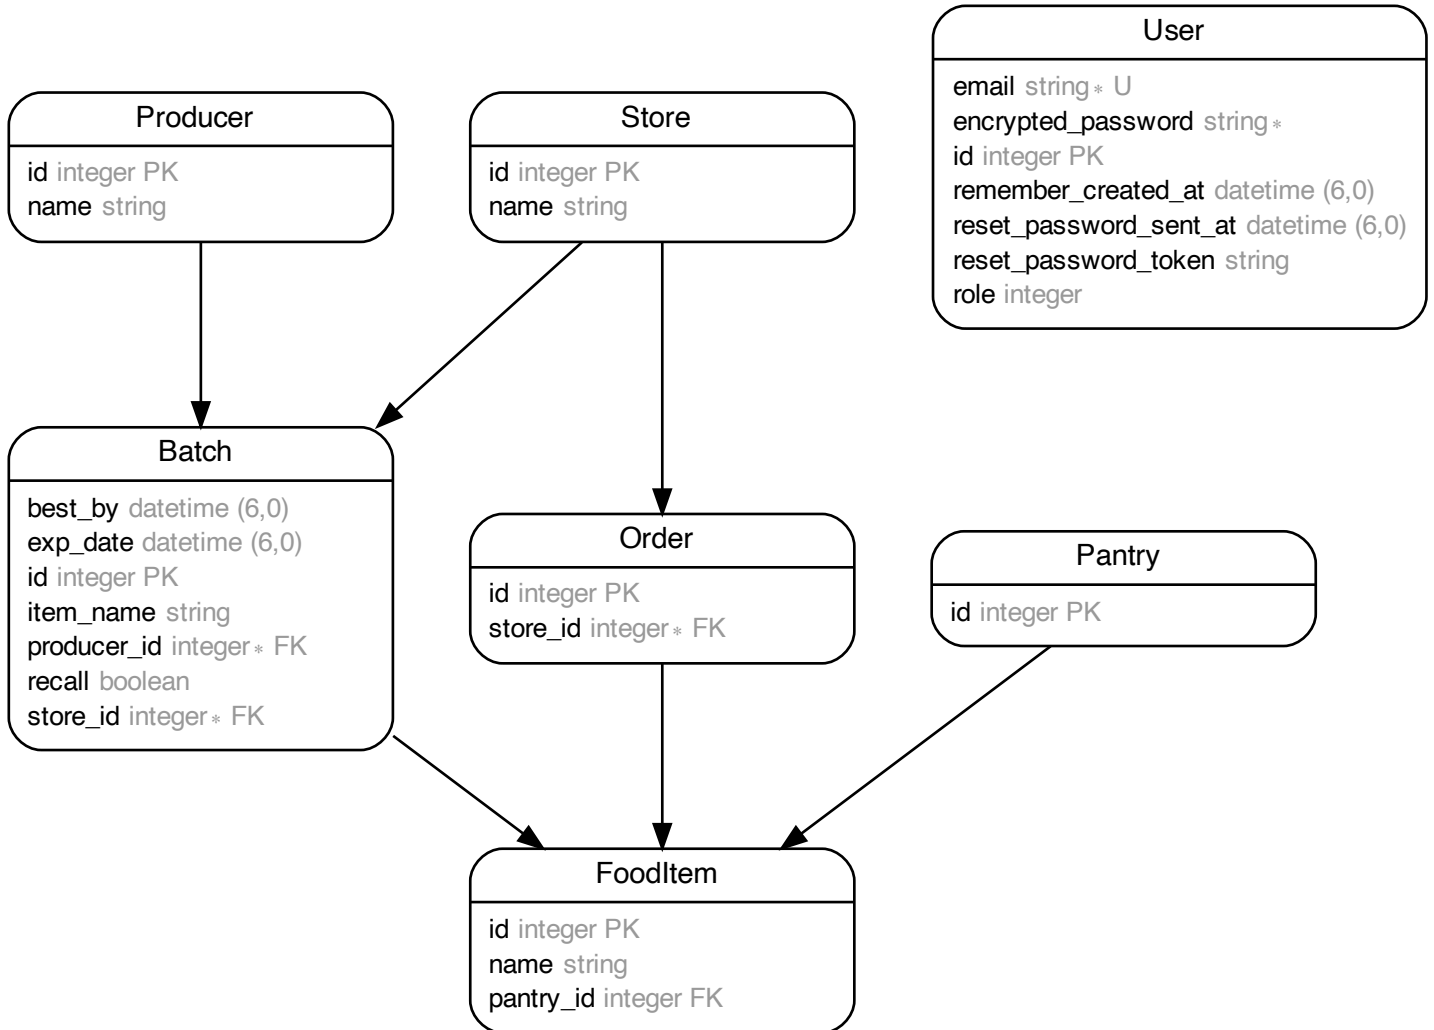 User
email string* U
encrypted_password string*
id integer PK
remember_created_at datetime (6,0)
reset_password_sent_at datetime (6,0)
reset_password_token string
role integer
Producer
id integer PK
name string
Store
id integer PK
name string
Batch
best_by datetime (6,0)
exp_date datetime (6,0)
id integer PK
item_name string
producer_id integer* FK
recall boolean
store_id integer* FK
Order
id integer PK
store_id integer* FK
Pantry
id integer PK
FoodItem
id integer PK
name string
pantry_id integer FK